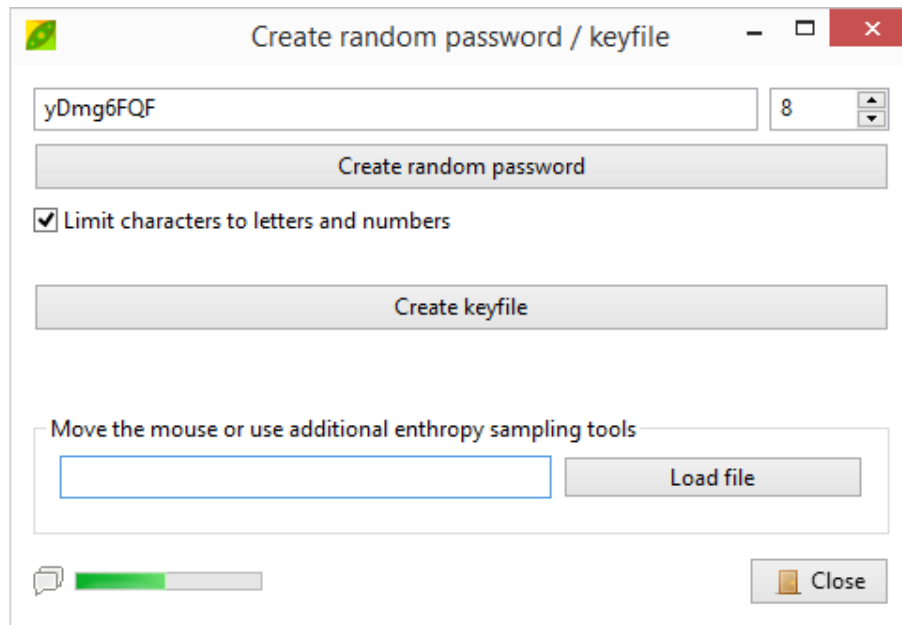 Create random password / keyfile
yDmg6FQF 8
Create random password
Limit characters to letters and numbers
Create keyfile
Move the mouse or use additional enthropy sampling tools
Load file
Close